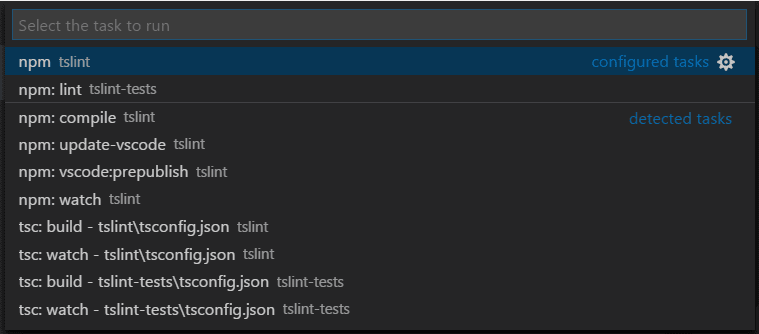 Select the task to run
npm tslint configured tasks
npm: lint tslint-tests
npm: compile tslint detected tasks
npm: update-vscode tslint
npm: vscode:prepublish tslint
npm: watch tslint
tsc: build - tslint\tsconfig.json tslint
tsc: watch - tslint\tsconfig.json tslint
tsc: build - tslint-tests\tsconfig.json tslint-tests
tsc: watch - tslint-tests\tsconfig.json tslint-tests